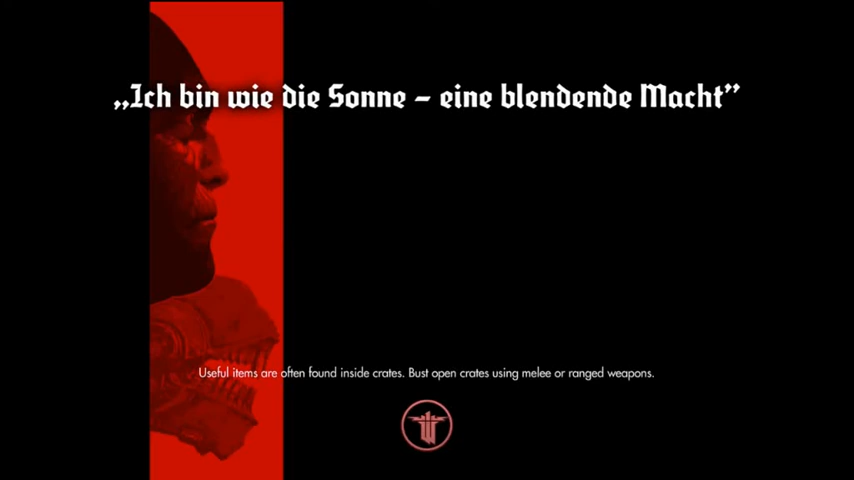 „Ich bin wie die Sonne – eine blendende Macht”
Useful items are often found inside crates. Bust open crates using melee or ranged weapons.